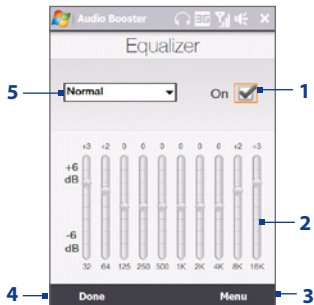 Audio Booster
Equalizer
5 Normal On 1
+3 +2 0 0 0 0 0 0 +2 +3
+6
dB
2
-6
dB
32 64 125 250 500 1K 2K 4K 8K 16K
4 Done Menu 3